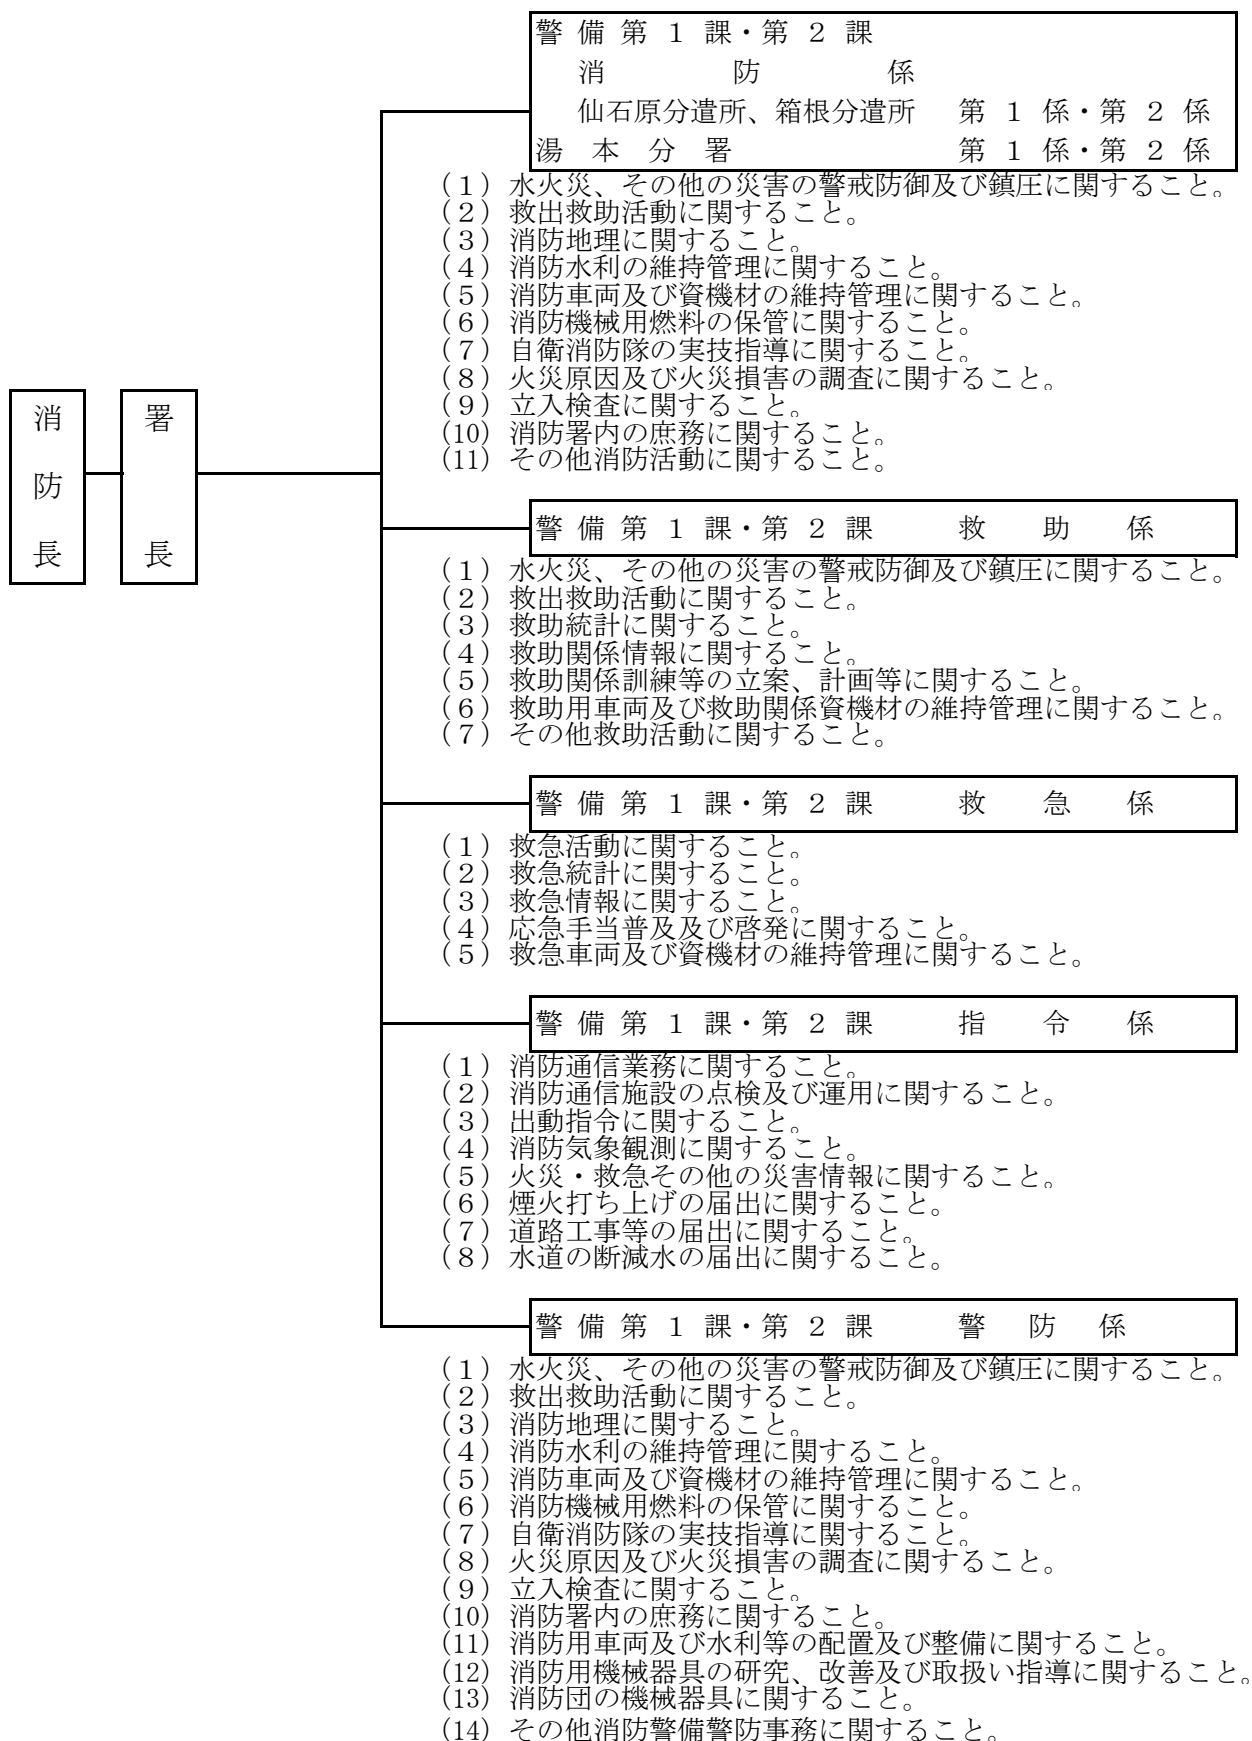 消防長
署長
警備第1課・第2課
消防係
仙石原分遣所、箱根分遣所 第1係・第2係
湯本分署 第1係・第2係
(1) 水火災、その他の災害の警戒防御及び鎮圧に関すること。
(2) 救出救助活動に関すること。
(3) 消防地理に関すること。
(4) 消防水利の維持管理に関すること。
(5) 消防車両及び資機材の維持管理に関すること。
(6) 消防機械用燃料の保管に関すること。
(7) 自衛消防隊の実技指導に関すること。
(8) 火災原因及び火災損害の調査に関すること。
(9) 立入検査に関すること。
(10) 消防署内の庶務に関すること。
(11) その他消防活動に関すること。
警備第1課・第2課 救助係
(1) 水火災、その他の災害の警戒防御及び鎮圧に関すること。
(2) 救出救助活動に関すること。
(3) 救助統計に関すること。
(4) 救助関係情報に関すること。
(5) 救助関係訓練等の立案、計画等に関すること。
(6) 救助用車両及び救助関係資機材の維持管理に関すること。
(7) その他救助活動に関すること。
警備第1課・第2課 救急係
(1) 救急活動に関すること。
(2) 救急統計に関すること。
(3) 救急情報に関すること。
(4) 応急手当普及及び啓発に関すること。
(5) 救急車両及び資機材の維持管理に関すること。
警備第1課・第2課 指令係
(1) 消防通信業務に関すること。
(2) 消防通信施設の点検及び運用に関すること。
(3) 出動指令に関すること。
(4) 消防気象観測に関すること。
(5) 火災・救急その他の災害情報に関すること。
(6) 煙火打ち上げの届出に関すること。
(7) 道路工事等の届出に関すること。
(8) 水道の断減水の届出に関すること。
警備第1課・第2課 警防係
(1) 水火災、その他の災害の警戒防御及び鎮圧に関すること。
(2) 救出救助活動に関すること。
(3) 消防地理に関すること。
(4) 消防水利の維持管理に関すること。
(5) 消防車両及び資機材の維持管理に関すること。
(6) 消防機械用燃料の保管に関すること。
(7) 自衛消防隊の実技指導に関すること。
(8) 火災原因及び火災損害の調査に関すること。
(9) 立入検査に関すること。
(10) 消防署内の庶務に関すること。
(11) 消防用車両及び水利等の配置及び整備に関すること。
(12) 消防用機械器具の研究、改善及び取扱い指導に関すること。
(13) 消防団の機械器具に関すること。
(14) その他消防警備警防事務に関すること。